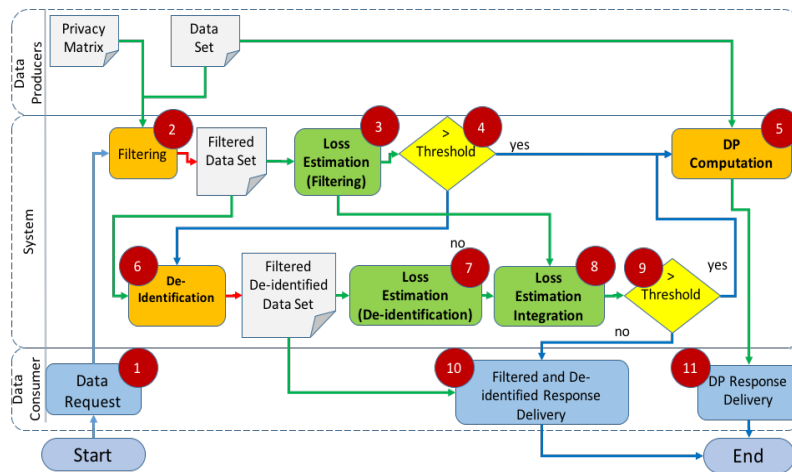 Data
Producers
Privacy
Matrix
Data
Set
System
2
Filtering
Filtered
Data Set
3
Loss
Estimation
(Filtering)
4
>
Threshold
yes
5
DP
Computation
6
De-
Identification
Filtered
De-identified
Data Set
no
7
Loss
Estimation
(De-identification)
8
Loss
Estimation
Integration
9
>
Threshold
yes
no
Data
Consumer
1
Data
Request
10
Filtered and De-
identified Response
Delivery
11
DP Response
Delivery
Start
End